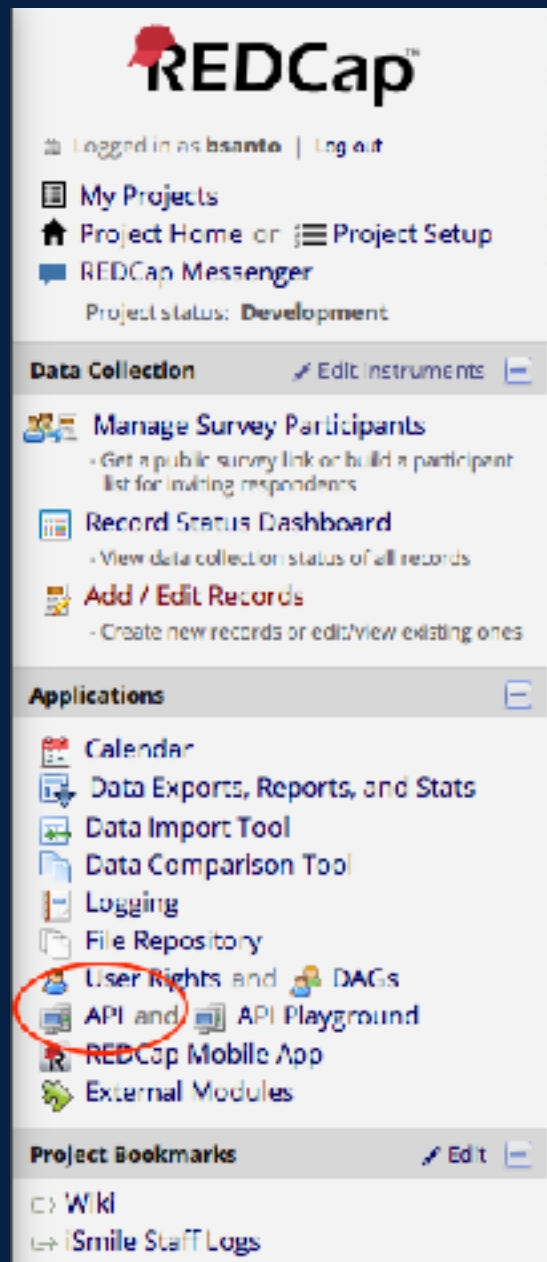 REDCap™
Logged in as bsanto | Log out
My Projects
Project Home or Project Setup
REDCap Messenger
Project status: Development
Data Collection Edit Instruments
Manage Survey Participants
- Get a public survey link or build a participant
list for inviting respondents
Record Status Dashboard
- View data collection status of all records
Add / Edit Records
- Create new records or edit/view existing ones
Applications
Calendar
Data Exports, Reports, and Stats
Data Import Tool
Data Comparison Tool
Logging
File Repository
User Rights and DAGs
API and API Playground
REDCap Mobile App
External Modules
Project Bookmarks Edit
Wiki
iSmile Staff Logs